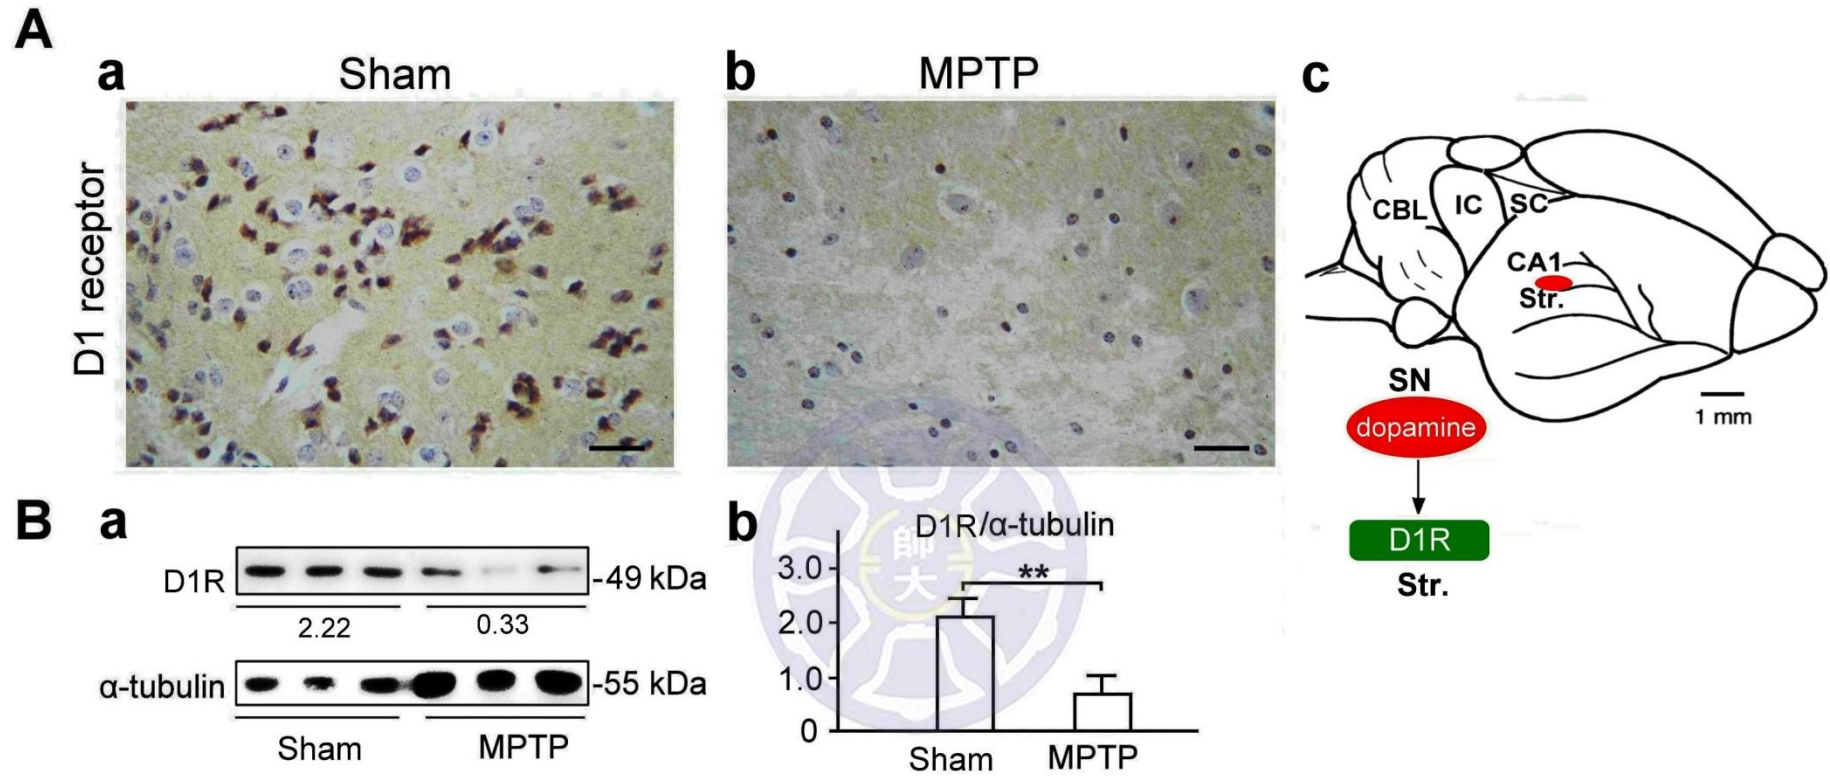 A
a
Sham
b
MPTP
c
D1 receptor
CBL
IC
SC
CA1
Str.
SN
dopamine
D1R
Str.
1 mm
B
a
D1R
-49 kDa
2.22
0.33
α-tubulin
-55 kDa
Sham
MPTP
b
D1R/α-tubulin
3.0
2.0
1.0
0
**
Sham
MPTP
師大